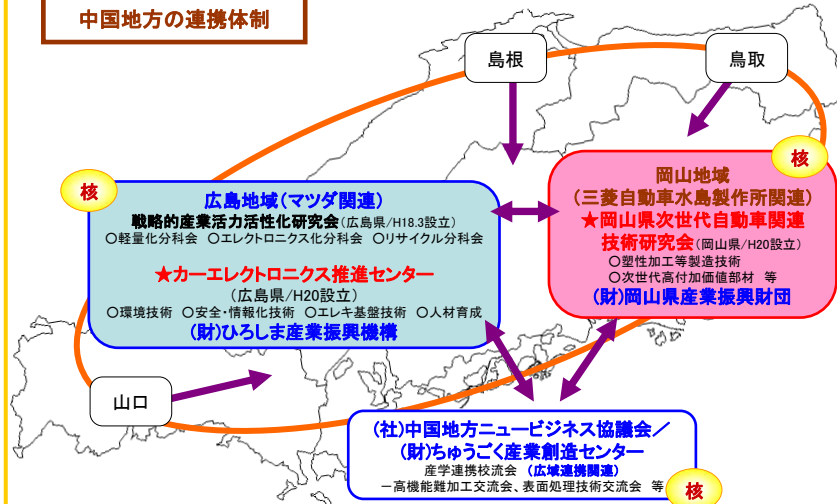 中国地方の連携体制
島根
鳥取
核
広島地域(マツダ関連)
戦略的産業活力活性化研究会(広島県/H18.3設立)
○軽量化分科会 ○エレクトロニクス化分科会 ○リサイクル分科会
★カーエレクトロニクス推進センター
(広島県/H20設立)
○環境技術 ○安全・情報化技術 ○エレキ基盤技術 ○人材育成
(財)ひろしま産業振興機構
核
岡山地域
(三菱自動車水島製作所関連)
★岡山県次世代自動車関連
技術研究会(岡山県/H20設立)
○塑性加工等製造技術
○次世代高付加価値部材 等
(財)岡山県産業振興財団
山口
(社)中国地方ニュービジネス協議会/
(財)ちゅうごく産業創造センター
産学連携校流会 (広域連携関連)
-高機能難加工交流会、表面処理技術交流会 等
核